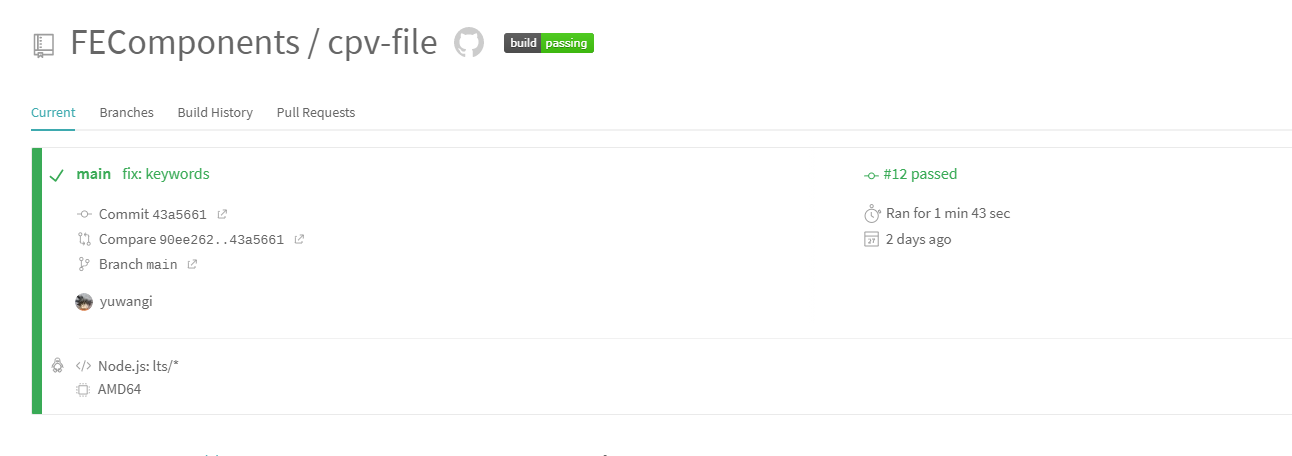 FEComponents / cpv-file build passing
Current Branches Build History Pull Requests
main fix: keywords
#12 passed
Commit 43a5661
Ran for 1 min 43 sec
Compare 90ee262..43a5661
2 days ago
Branch main
yuwangi
Node.js: lts/*
AMD64